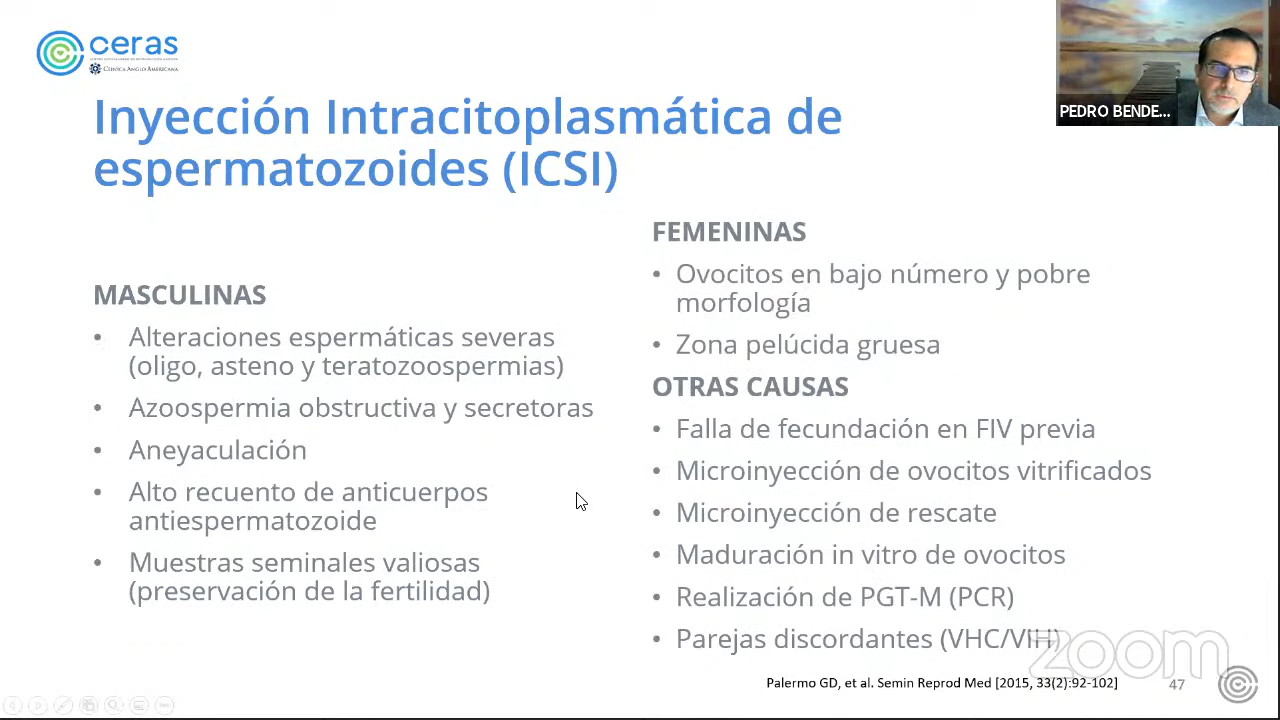 ceras
CLÍNICA ANGLO AMERICANA
PEDRO BENDE...
Inyección Intracitoplasmática de
espermatozoides (ICSI)
MASCULINAS
• Alteraciones espermáticas severas
(oligo, asteno y teratozoospermias)
• Azoospermia obstructiva y secretoras
• Aneyaculación
• Alto recuento de anticuerpos
antiespermatozoide
• Muestras seminales valiosas
(preservación de la fertilidad)
FEMENINAS
• Ovocitos en bajo número y pobre
morfología
• Zona pelúcida gruesa
OTRAS CAUSAS
• Falla de fecundación en FIV previa
• Microinyección de ovocitos vitrificados
• Microinyección de rescate
• Maduración in vitro de ovocitos
• Realización de PGT-M (PCR)
• Parejas discordantes (VHC/VIH)
zoom
Palermo GD, et al. Semin Reprod Med [2015, 33(2):92-102]
47